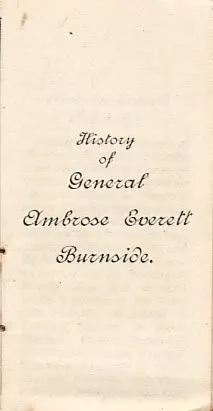 History
of
General
Ambrose Everett
Burnside.